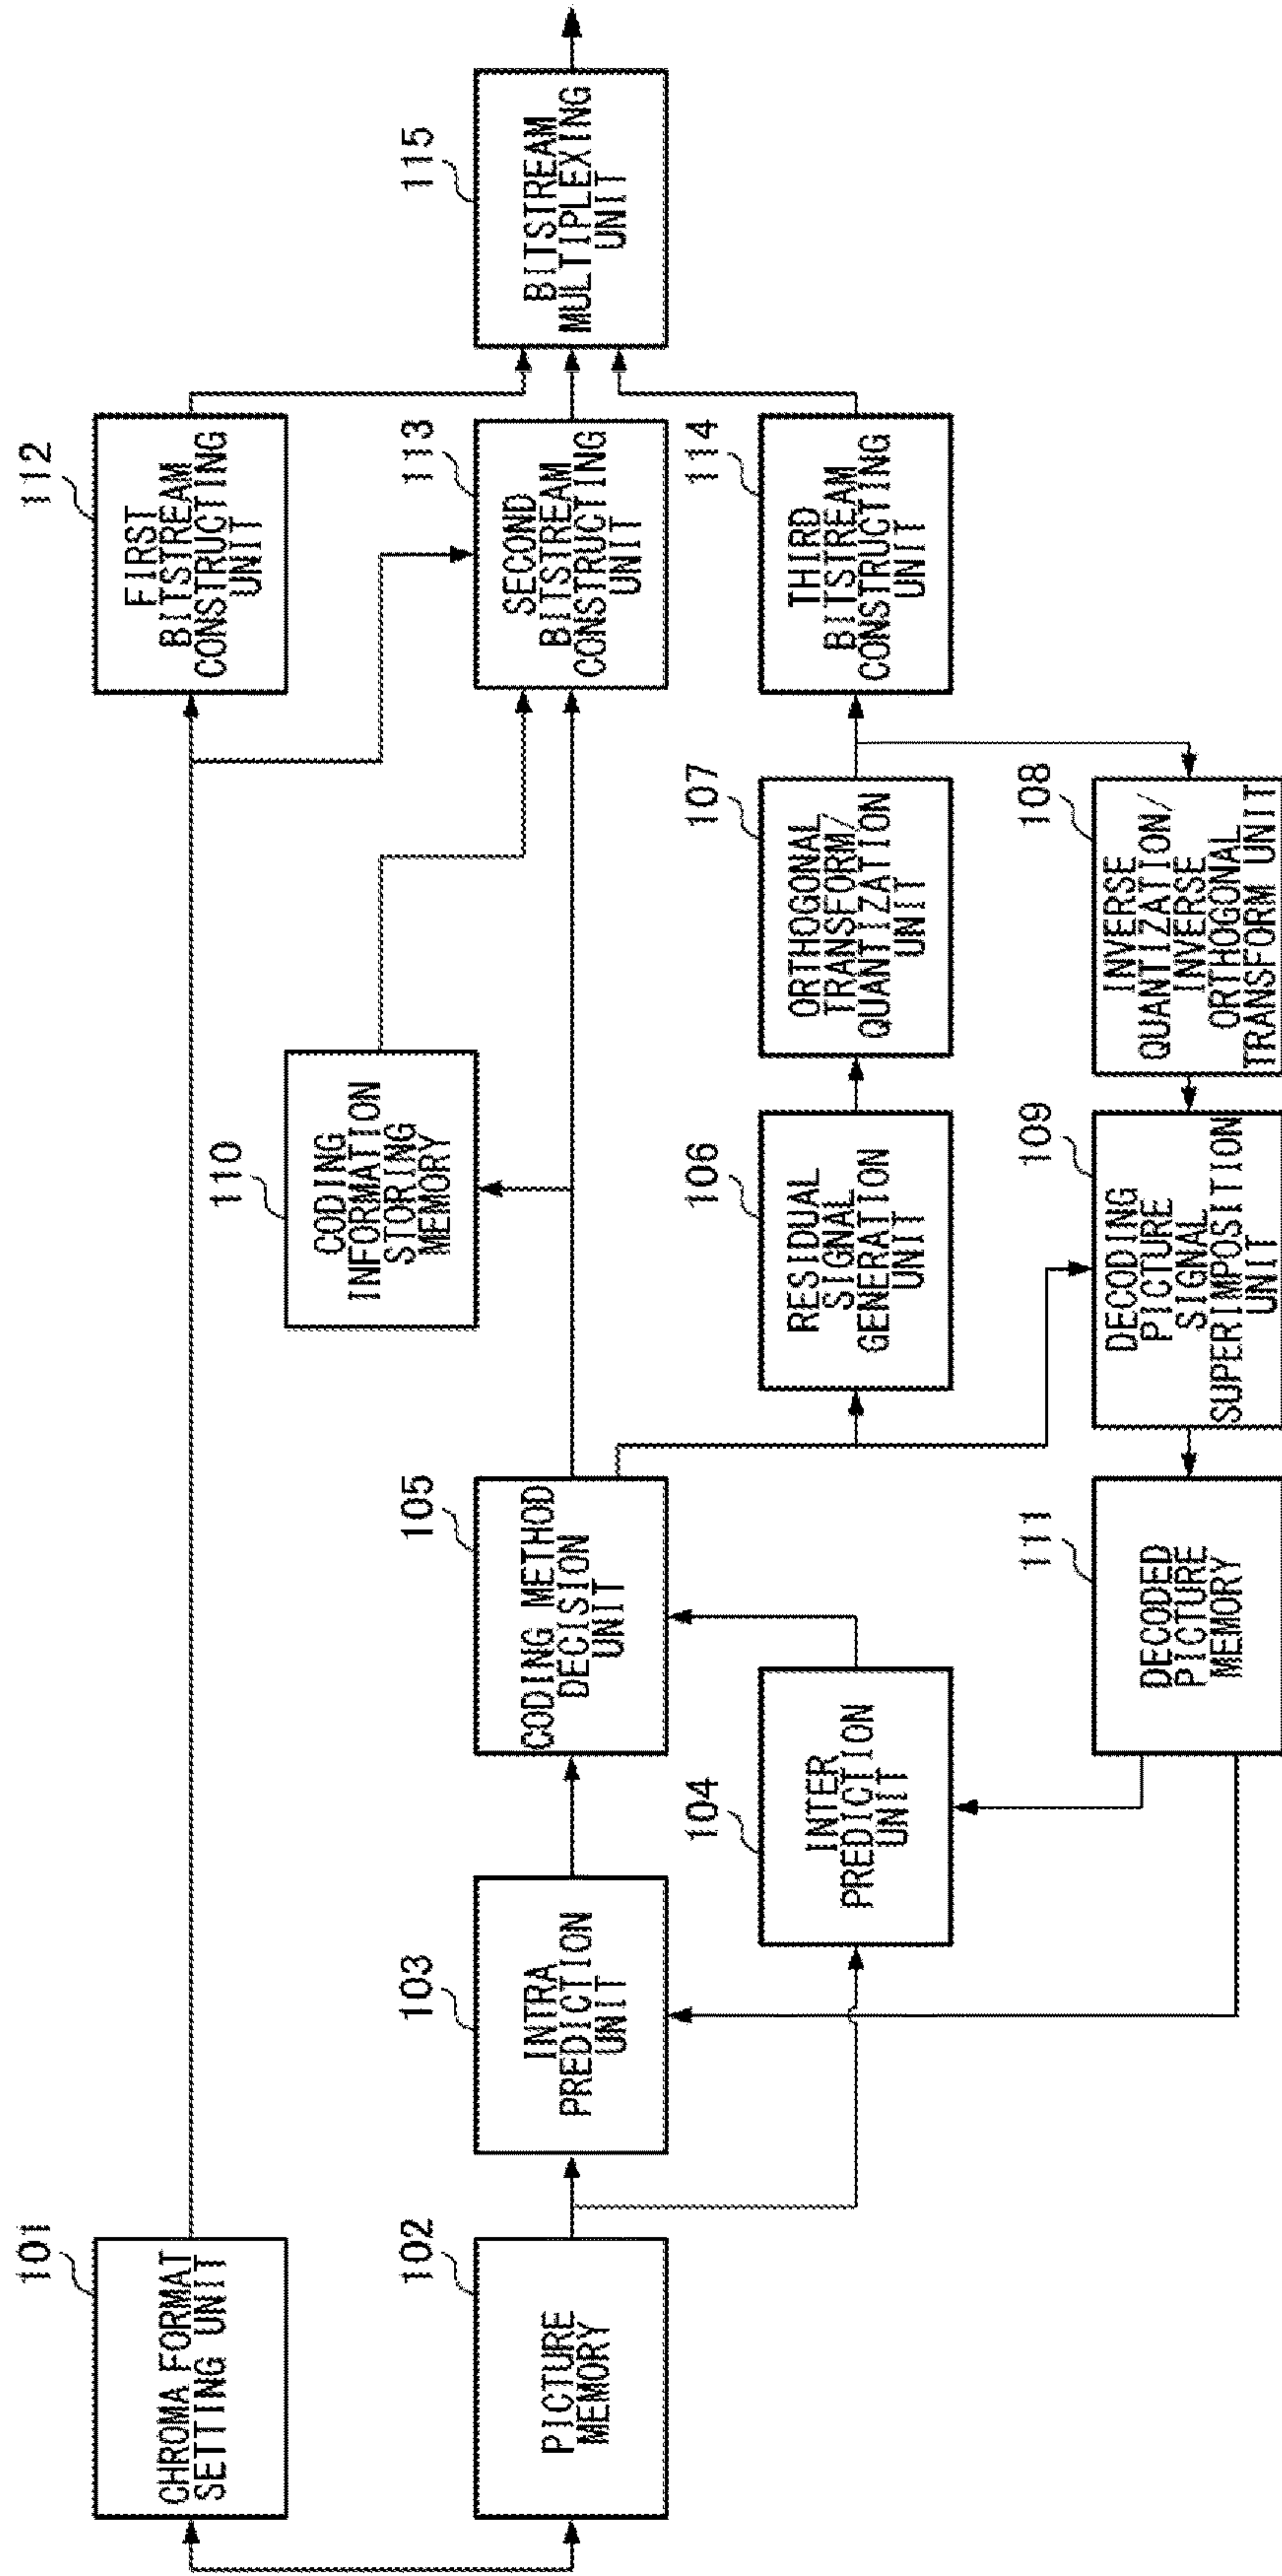 101
CHROMA FORMAT
SETTING UNIT
102
PICTURE
MEMORY
103
INTRA
PREDICTION
UNIT
104
INTER
PREDICTION
UNIT
105
CODING METHOD
DECISION
UNIT
106
RESIDUAL
SIGNAL
GENERATION
UNIT
107
ORTHOGONAL
TRANSFORM/
QUANTIZATION
UNIT
108
INVERSE
QUANTIZATION/
INVERSE
ORTHOGONAL
TRANSFORM UNIT
109
DECODING
PICTURE
SIGNAL
SUPERIMPOSITION
UNIT
110
CODING
INFORMATION
STORING
MEMORY
111
DECODED
PICTURE
MEMORY
112
FIRST
BITSTREAM
CONSTRUCTING
UNIT
113
SECOND
BITSTREAM
CONSTRUCTING
UNIT
114
THIRD
BITSTREAM
CONSTRUCTING
UNIT
115
BITSTREAM
MULTIPLEXING
UNIT